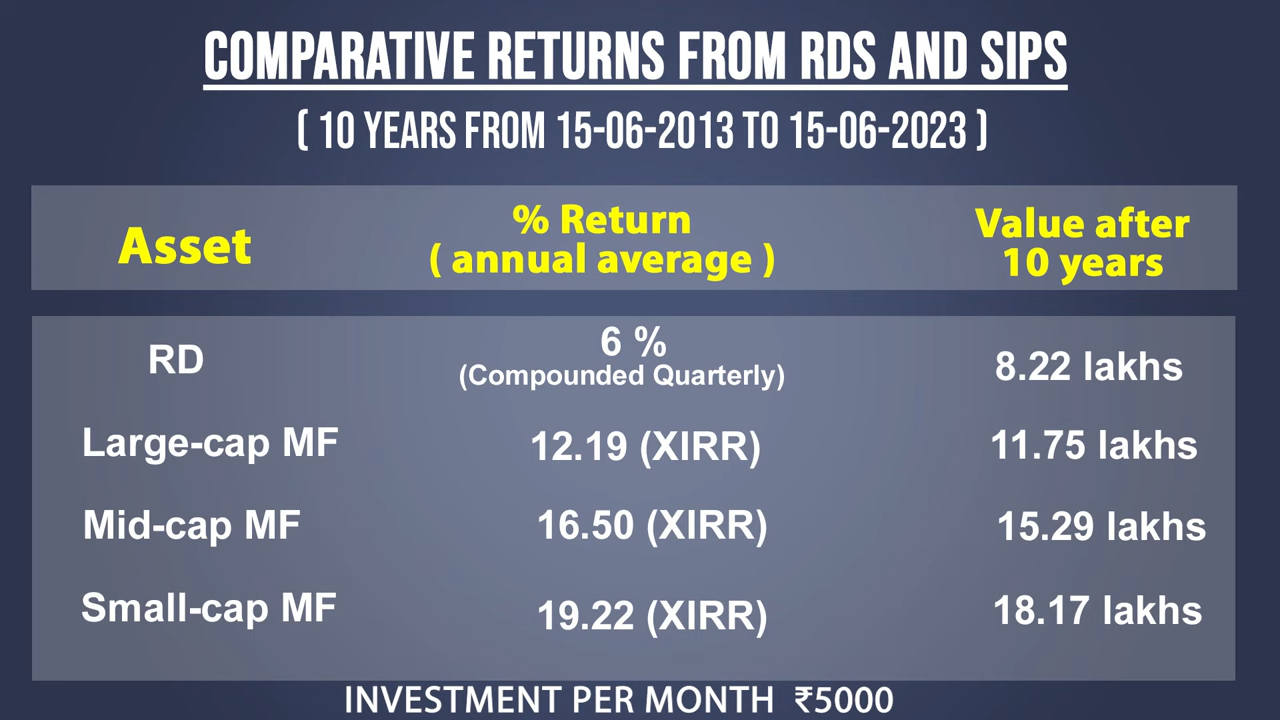 COMPARATIVE RETURNS FROM RDS AND SIPS
( 10 YEARS FROM 15-06-2013 TO 15-06-2023 )
Asset
% Return
( annual average )
Value after
10 years
RD
6 %
(Compounded Quarterly)
8.22 lakhs
Large-cap MF
12.19 (XIRR)
11.75 lakhs
Mid-cap MF
16.50 (XIRR)
15.29 lakhs
Small-cap MF
19.22 (XIRR)
18.17 lakhs
INVESTMENT PER MONTH ₹5000